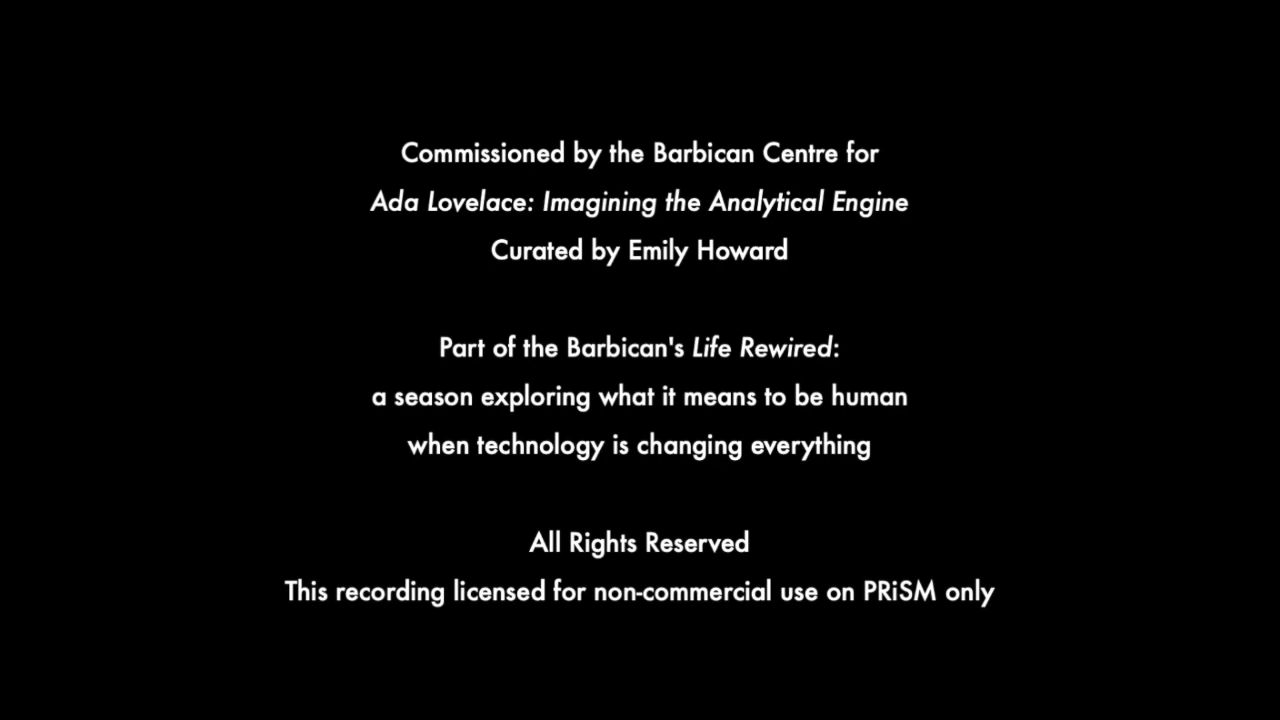 Commissioned by the Barbican Centre for
Ada Lovelace: Imagining the Analytical Engine
Curated by Emily Howard
Part of the Barbican's Life Rewired:
a season exploring what it means to be human
when technology is changing everything
All Rights Reserved
This recording licensed for non-commercial use on PRiSM only